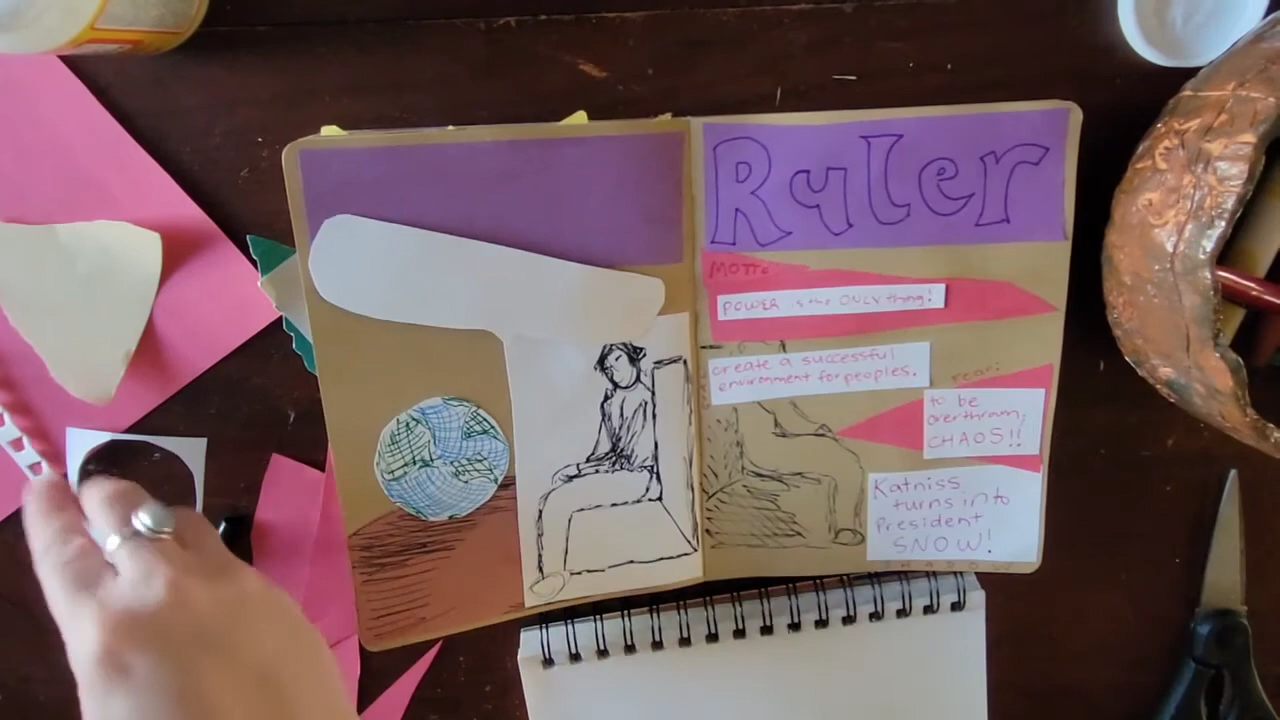 Ruler
MOTTO
POWER is the ONLY thing!
create a successful
environment for peoples.
Fear:
to be
overthrown,
CHAOS!!
Katniss
turns into
President
SNOW!
SHADOW